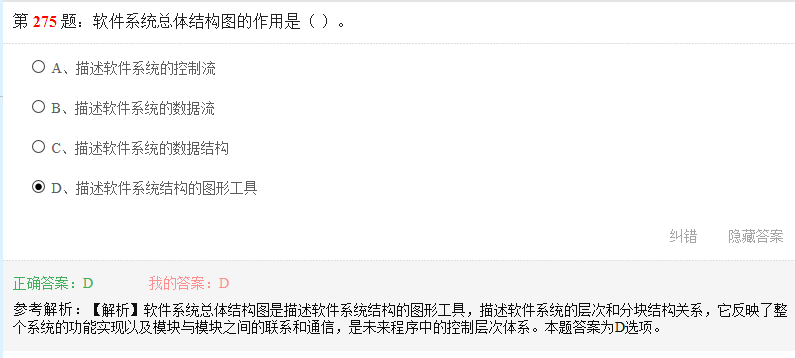 第 275 题：软件系统总体结构图的作用是（ ）。
A、描述软件系统的控制流
B、描述软件系统的数据流
C、描述软件系统的数据结构
D、描述软件系统结构的图形工具
纠错 隐藏答案
正确答案：D 我的答案：D
参考解析：【解析】软件系统总体结构图是描述软件系统结构的图形工具，描述软件系统的层次和分块结构关系，它反映了整
个系统的功能实现以及模块与模块之间的联系和通信，是未来程序中的控制层次体系。本题答案为D选项。